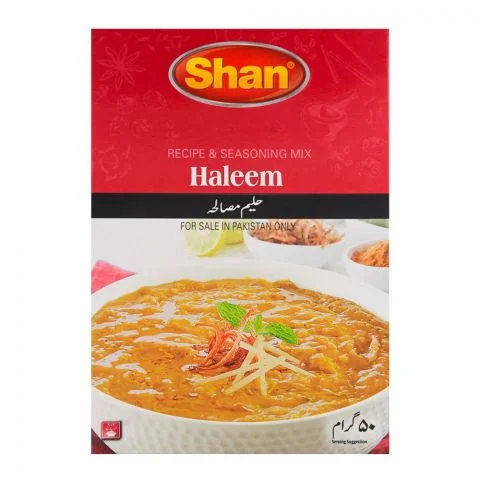 Shan®
RECIPE & SEASONING MIX
Haleem
حلیم مصالحہ
FOR SALE IN PAKISTAN ONLY
۵۰ گرام
Serving Suggestion